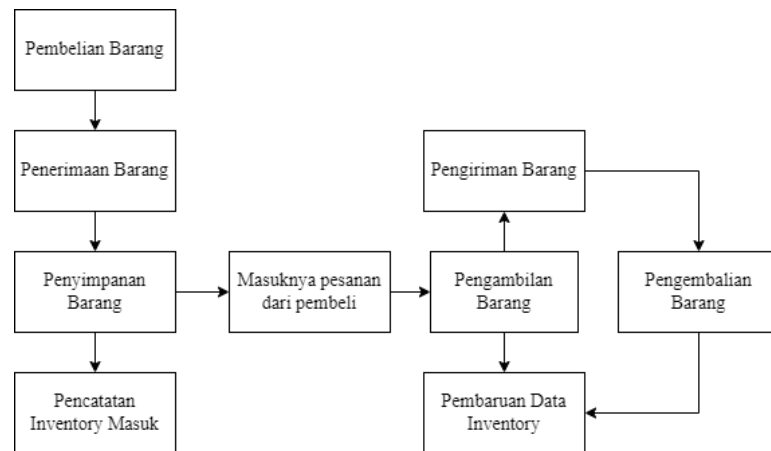 Pembelian Barang
Penerimaan Barang
Pengiriman Barang
Penyimpanan
Barang
Masuknya pesanan
dari pembeli
Pengambilan
Barang
Pengembalian
Barang
Pencatatan
Inventory Masuk
Pembaruan Data
Inventory